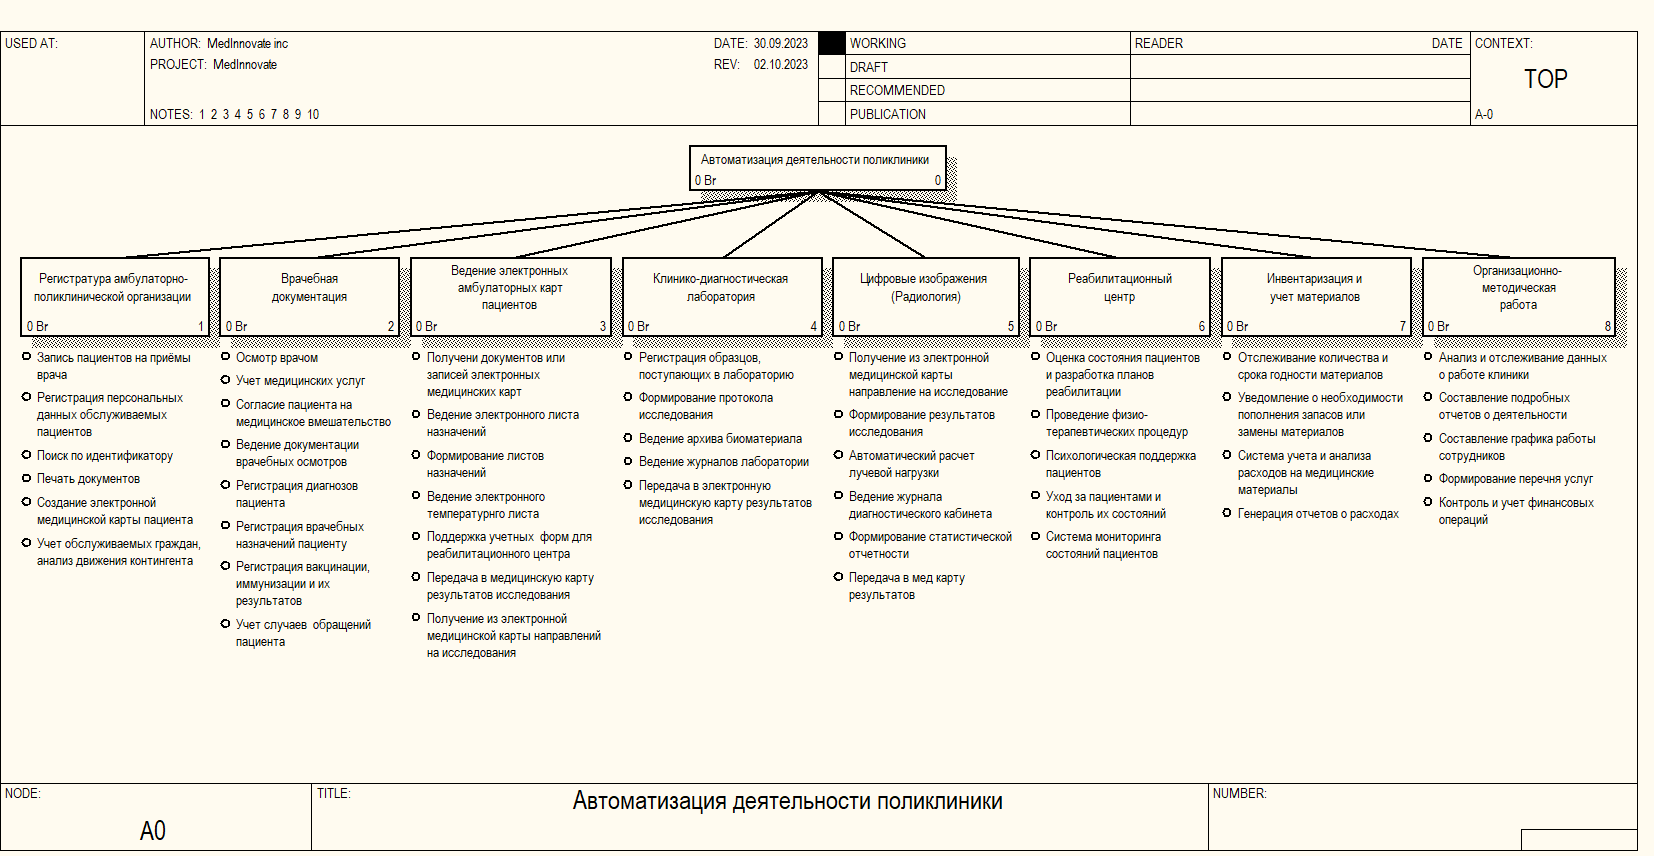 USED AT:
AUTHOR: MedInnovate inc
DATE: 30.09.2023
PROJECT: MedInnovate
REV: 02.10.2023
NOTES: 1 2 3 4 5 6 7 8 9 10
WORKING
DRAFT
RECOMMENDED
PUBLICATION
READER
DATE
CONTEXT:
TOP
A-0
Автоматизация деятельности поликлиники
0 Br
0
Регистратура амбулаторно-
поликлинической организации
0 Br
1
Запись пациентов на приёмы
врача
Регистрация персональных
данных обслуживаемых
пациентов
Поиск по идентификатору
Печать документов
Создание электронной
медицинской карты пациента
Учет обслуживаемых граждан,
анализ движения контингента
Врачебная
документация
0 Br
2
Осмотр врачом
Учет медицинских услуг
Согласие пациента на
медицинское вмешательство
Ведение документации
врачебных осмотров
Регистрация диагнозов
пациента
Регистрация врачебных
назначений пациенту
Регистрация вакцинации,
иммунизации и их
результатов
Учет случаев обращений
пациента
Ведение электронных
амбулаторных карт
пациентов
0 Br
3
Получени документов или
записей электронных
медицинских карт
Ведение электронного листа
назначений
Формирование листов
назначений
Ведение электронного
температурнго листа
Поддержка учетных форм для
реабилитационного центра
Передача в медицинскую карту
результатов исследования
Получение из электронной
медицинской карты направлений
на исследования
Клинико-диагностическая
лаборатория
0 Br
4
Регистрация образцов,
поступающих в лабораторию
Формирование протокола
исследования
Ведение архива биоматериала
Ведение журналов лаборатории
Передача в электронную
медицинскую карту результатов
исследования
Цифровые изображения
(Радиология)
0 Br
5
Получение из электронной
медицинской карты
направление на исследование
Формирование результатов
исследования
Автоматический расчет
лучевой нагрузки
Ведение журнала
диагностического кабинета
Формирование статистической
отчетности
Передача в мед карту
результатов
Реабилитационный
центр
0 Br
6
Оценка состояния пациентов
и разработка планов
реабилитации
Проведение физио-
терапевтических процедур
Психологическая поддержка
пациентов
Уход за пациентами и
контроль их состояний
Система мониторинга
состояний пациентов
Инвентаризация и
учет материалов
0 Br
7
Отслеживание количества и
срока годности материалов
Уведомление о необходимости
пополнения запасов или
замены материалов
Система учета и анализа
расходов на медицинские
материалы
Генерация отчетов о расходах
Организационно-
методическая
работа
0 Br
8
Анализ и отслеживание данных
о работе клиники
Составление подробных
отчетов о деятельности
Составление графика работы
сотрудников
Формирование перечня услуг
Контроль и учет финансовых
операций
NODE:
A0
TITLE:
Автоматизация деятельности поликлиники
NUMBER: